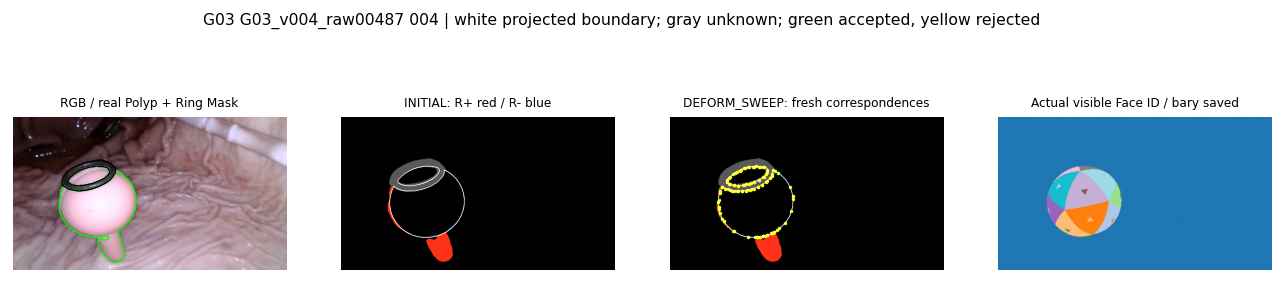 G03 G03_v004_raw00487 004 | white projected boundary; gray unknown; green accepted, yellow rejected
RGB / real Polyp + Ring Mask
INITIAL: R+ red / R- blue
DEFORM_SWEEP: fresh correspondences
Actual visible Face ID / bary saved